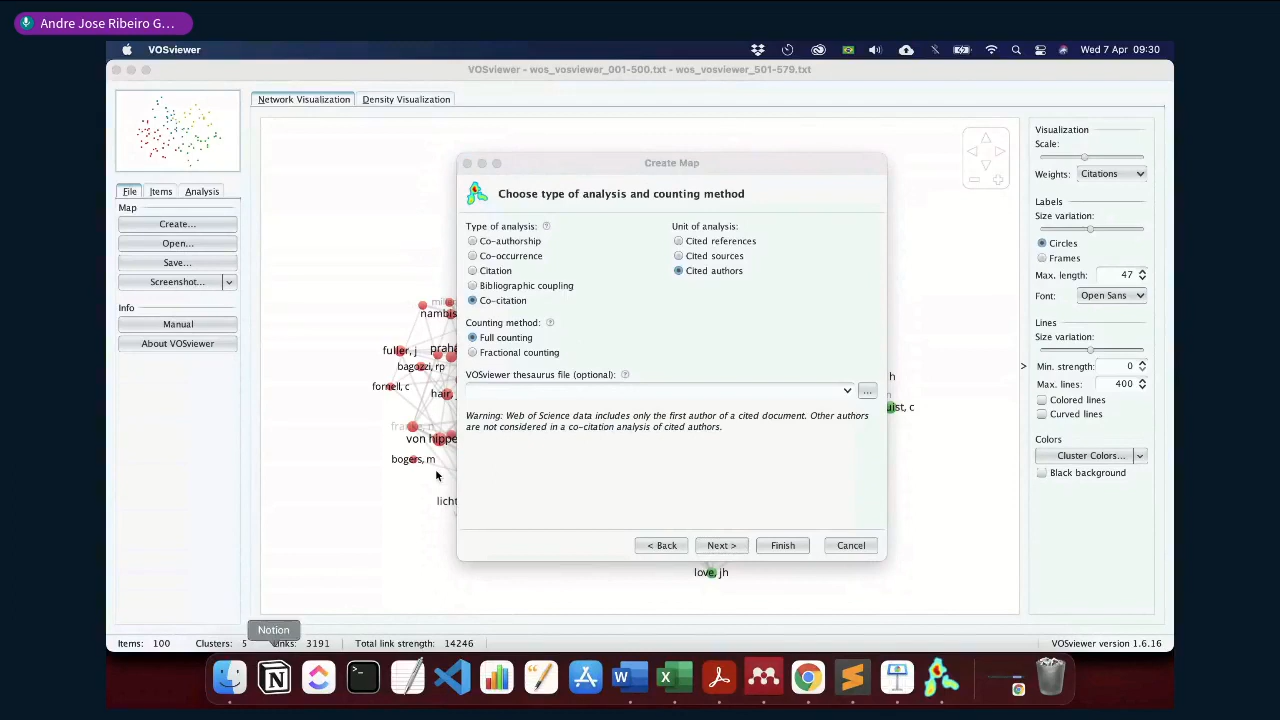 Andre Jose Ribeiro G...
VOSviewer
Wed 7 Apr 09:30
VOSviewer - wos_vosviewer_001-500.txt - wos_vosviewer_501-579.txt
Network Visualization
Density Visualization
File
Items
Analysis
Map
Create...
Open...
Save...
Screenshot...
Info
Manual
About VOSviewer
nambis
fuller, j
prah
bagozzi, rp
fornell, c
hair,
von hippe
bogers, m
licht
h
uist, c
love, jh
Create Map
Choose type of analysis and counting method
Type of analysis:
Unit of analysis:
Co-authorship
Cited references
Co-occurrence
Cited sources
Citation
Cited authors
Bibliographic coupling
Co-citation
Counting method:
Full counting
Fractional counting
VOSviewer thesaurus file (optional):
...
Warning: Web of Science data includes only the first author of a cited document. Other authors
are not considered in a co-citation analysis of cited authors.
< Back
Next >
Finish
Cancel
Visualization
Scale:
Weights: Citations
Labels
Size variation:
Circles
Frames
Max. length: 47
Font: Open Sans
Lines
Size variation:
Min. strength: 0
Max. lines: 400
Colored lines
Curved lines
Colors
Cluster Colors...
Black background
Notion
Items: 100
Clusters: 5
Links: 3191
Total link strength: 14246
VOSviewer version 1.6.16